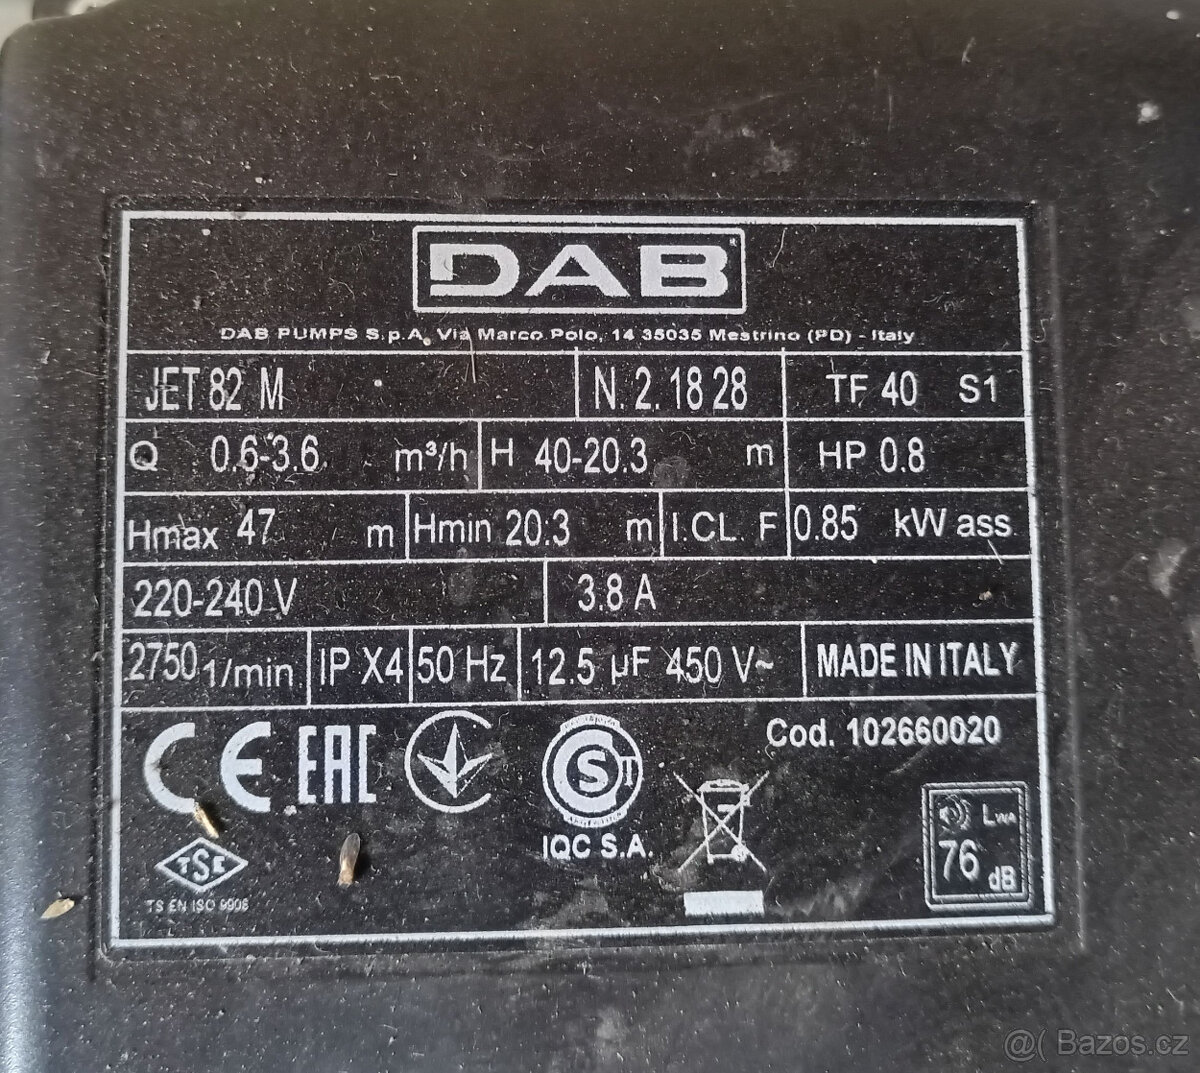 DAB
DAB PUMPS S.p.A. Via Marco Polo, 14 35035 Mestrino (PD) - Italy
JET 82 M N. 2. 18 28 TF 40 S1
Q 0.6-3.6 m³/h H 40-20.3 m HP 0.8
Hmax 47 m Hmin 20.3 m I.CL. F 0.85 kW ass.
220-240 V 3.8 A
2750 1/min IP X4 50 Hz 12.5 µF 450 V~ MADE IN ITALY
CE EAC S Cod. 102660020
IQC S.A.
TSE
TS EN ISO 9908
LWA
76 dB
@( Bazos.cz